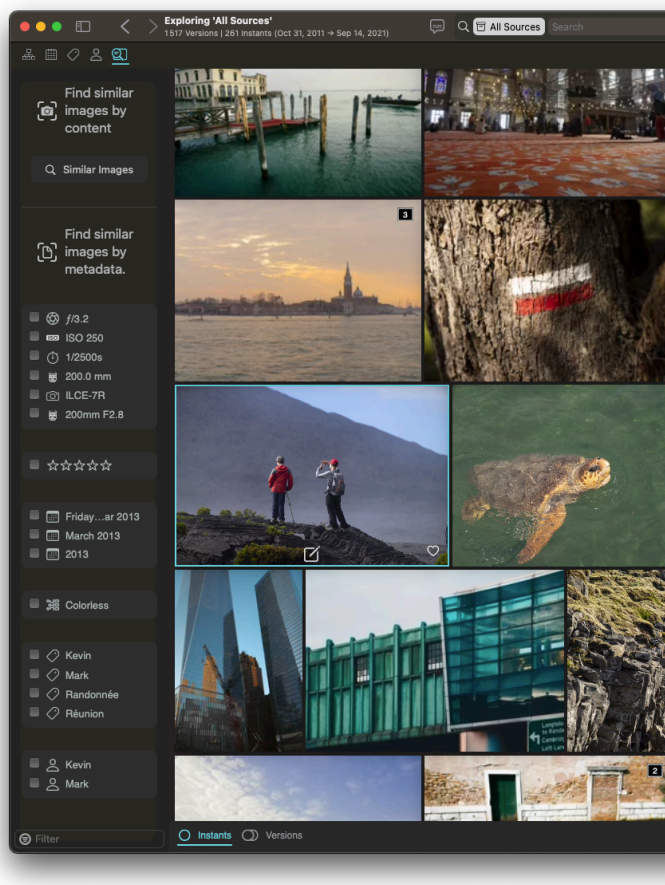 Exploring 'All Sources'
1517 Versions | 261 Instants (Oct 31, 2011 → Sep 14, 2021)
All Sources
Search
Find similar
images by
content
Similar Images
Find similar
images by
metadata.
ƒ/3.2
ISO ISO 250
1/2500s
200.0 mm
ILCE-7R
200mm F2.8
Friday…ar 2013
March 2013
2013
Colorless
Kevin
Mark
Randonnée
Réunion
Kevin
Mark
Filter
3
2
Instants
Versions